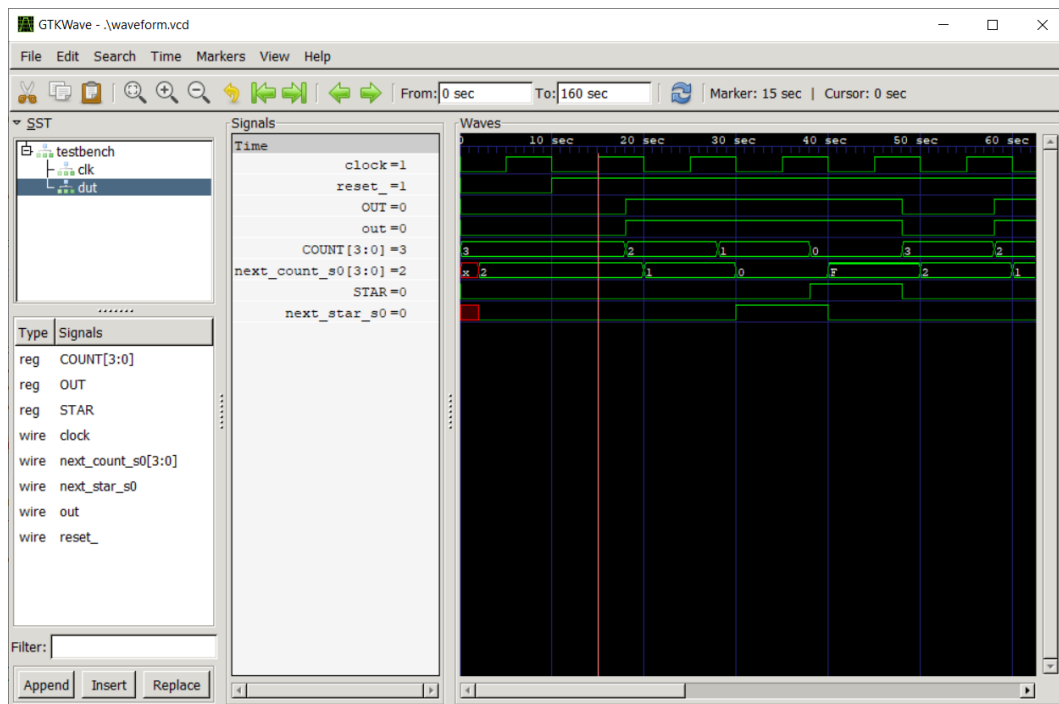 GTKWave - .\waveform.vcd
File Edit Search Time Markers View Help
From: 0 sec To: 160 sec Marker: 15 sec | Cursor: 0 sec
SST
testbench
clk
dut
Type Signals
reg COUNT[3:0]
reg OUT
reg STAR
wire clock
wire next_count_s0[3:0]
wire next_star_s0
wire out
wire reset_
Filter:
Append Insert Replace
Signals
Time
clock=1
reset_=1
OUT=0
out=0
COUNT[3:0]=3
next_count_s0[3:0]=2
STAR=0
next_star_s0=0
Waves
0 10 sec 20 sec 30 sec 40 sec 50 sec 60 sec
3 2 1 0 3 2
x 2 1 0 F 2 1